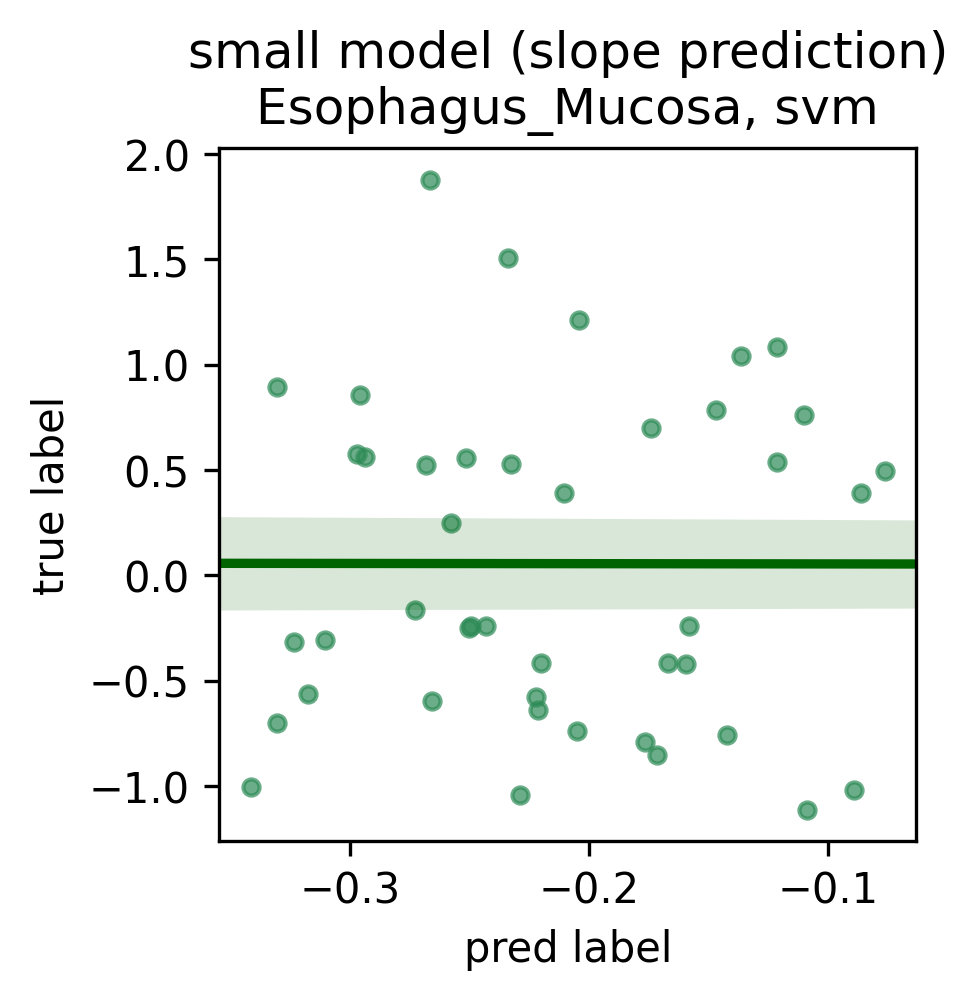 small model (slope prediction)
Esophagus_Mucosa, svm
2.0
1.5
1.0
0.5
0.0
−0.5
−1.0
true label
−0.3
−0.2
−0.1
pred label